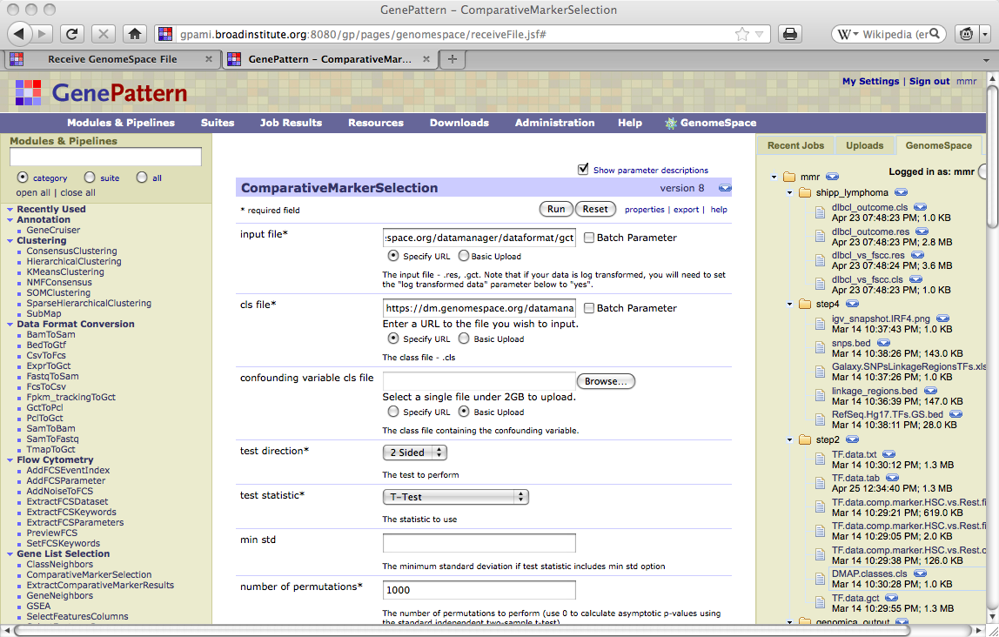 GenePattern - ComparativeMarkerSelection
gpami.broadinstitute.org:8080/gp/pages/genomespace/receiveFile.jsf#
W Wikipedia (er
Receive GenomeSpace File
GenePattern - ComparativeMar...
My Settings | Sign out mmr
GenePattern
Modules & Pipelines Suites Job Results Resources Downloads Administration Help GenomeSpace
Modules & Pipelines
category suite all
open all | close all
Recently Used
Annotation
GeneCruiser
Clustering
ConsensusClustering
HierarchicalClustering
KMeansClustering
NMFConsensus
SOMClustering
SparseHierarchicalClustering
SubMap
Data Format Conversion
BamToSam
BedToGtf
CsvToFcs
ExprToGct
FastqToSam
FcsToCsv
Fpkm_trackingToGct
GctToPcl
PclToGct
SamToBam
SamToFastq
TmapToGct
Flow Cytometry
AddFCSEventIndex
AddFCSParameter
AddNoiseToFCS
ExtractFCSDataset
ExtractFCSKeywords
ExtractFCSParameters
PreviewFCS
SetFCSKeywords
Gene List Selection
ClassNeighbors
ComparativeMarkerSelection
ExtractComparativeMarkerResults
GeneNeighbors
GSEA
SelectFeaturesColumns
Show parameter descriptions
ComparativeMarkerSelection version 8
* required field Run Reset properties | export | help
input file* space.org/datamanager/dataformat/gct Batch Parameter
Specify URL Basic Upload
The input file - .res, .gct. Note that if your data is log transformed, you will need to set
the "log transformed data" parameter below to "yes".
cls file* https://dm.genomespace.org/datamana Batch Parameter
Enter a URL to the file you wish to input.
Specify URL Basic Upload
The class file - .cls
confounding variable cls file Browse...
Select a single file under 2GB to upload.
Specify URL Basic Upload
The class file containing the confounding variable.
test direction* 2 Sided
The test to perform
test statistic* T-Test
The statistic to use
min std
The minimum standard deviation if test statistic includes min std option
number of permutations* 1000
The number of permutations to perform (use 0 to calculate asymptotic p-values using
the standard independent two-sample t-test)
Recent Jobs Uploads GenomeSpace
Logged in as: mmr
mmr
shipp_lymphoma
dlbcl_outcome.cls
Apr 23 07:48:23 PM; 1.0 KB
dlbcl_outcome.res
Apr 23 07:48:23 PM; 2.8 MB
dlbcl_vs_fscc.res
Apr 23 07:48:24 PM; 3.6 MB
dlbcl_vs_fscc.cls
Apr 23 07:48:23 PM; 1.0 KB
step4
igv_snapshot.IRF4.png
Mar 14 10:37:43 PM; 1.0 KB
snps.bed
Mar 14 10:38:26 PM; 143.0 KB
Galaxy.SNPsLinkageRegionsTFs.xls
Mar 14 10:37:26 PM; 1.0 KB
linkage_regions.bed
Mar 14 10:36:39 PM; 147.0 KB
RefSeq.Hg17.TFs.GS.bed
Mar 14 10:38:11 PM; 28.0 KB
step2
TF.data.txt
Mar 14 10:30:12 PM; 1.3 MB
TF.data.tab
Apr 25 12:34:40 PM; 1.3 MB
TF.data.comp.marker.HSC.vs.Rest.fi
Mar 14 10:29:21 PM; 619.0 KB
TF.data.comp.marker.HSC.vs.Rest.fi
Mar 14 10:29:05 PM; 2.0 KB
TF.data.comp.marker.HSC.vs.Rest.o
Mar 14 10:29:38 PM; 126.0 KB
DMAP.classes.cls
Mar 14 10:30:28 PM; 1.0 KB
TF.data.gct
Mar 14 10:29:55 PM; 1.3 MB
genomica_output